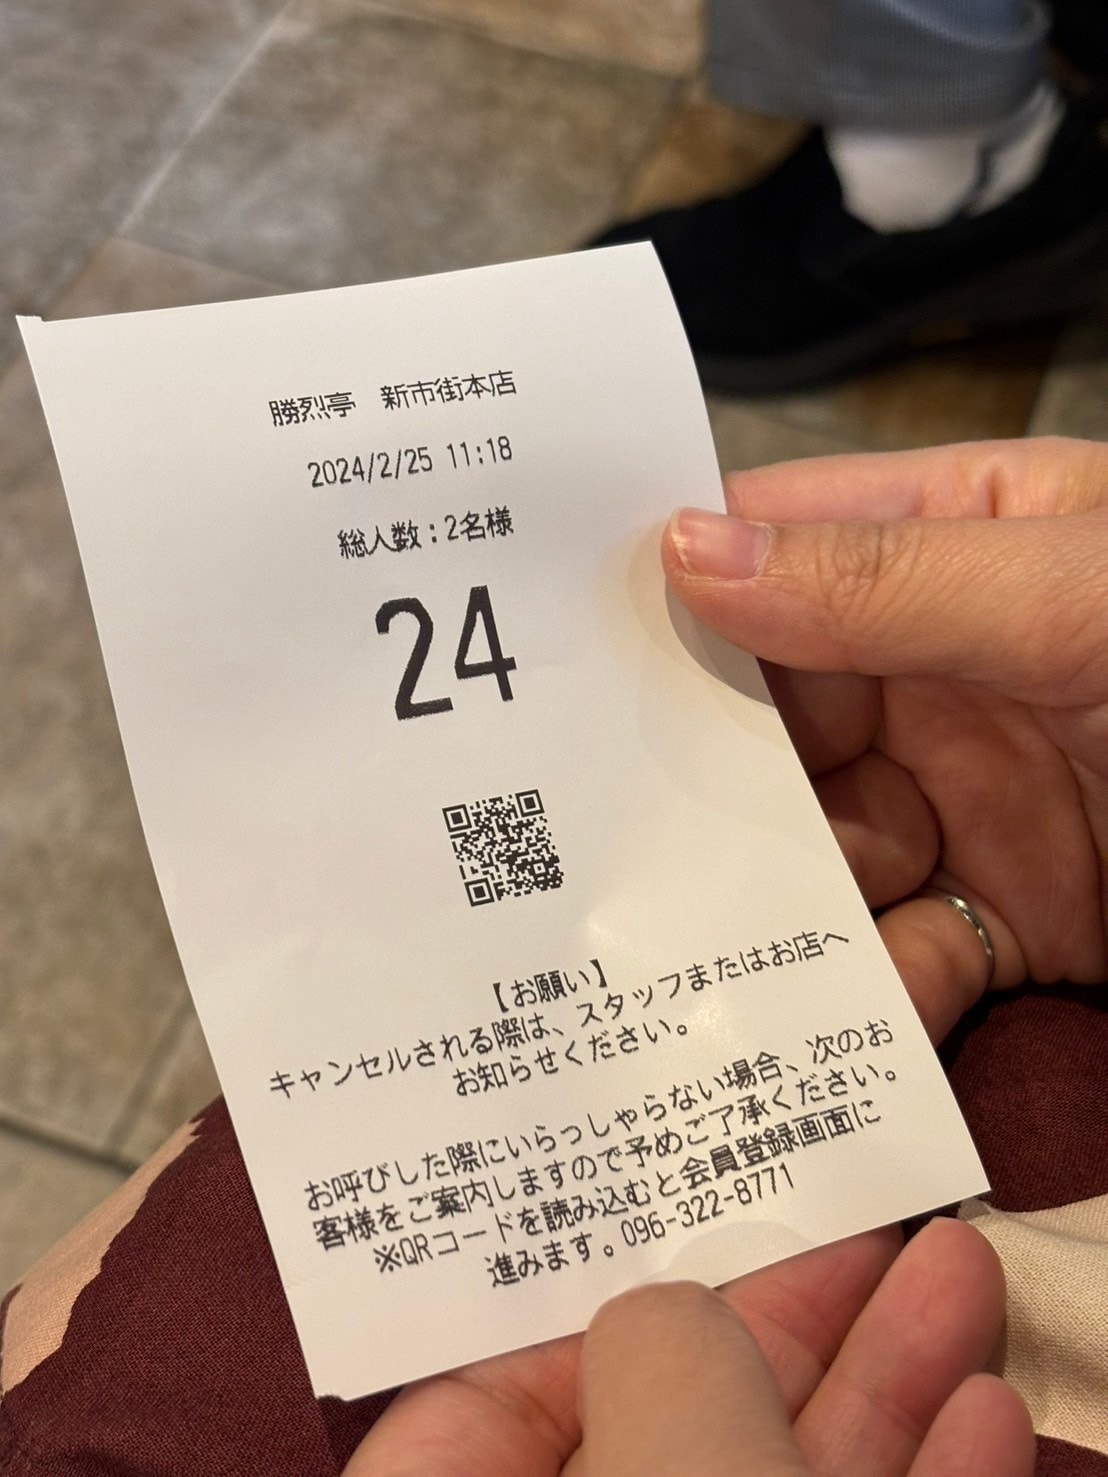 勝烈亭　新市街本店
2024/2/25 11:18
総人数：2名様
24
【お願い】
キャンセルされる際は、スタッフまたはお店へ
お知らせください。
お呼びした際にいらっしゃらない場合、次のお
客様をご案内しますので予めご了承ください。
※QRコードを読み込むと会員登録画面に
進みます。096-322-8771